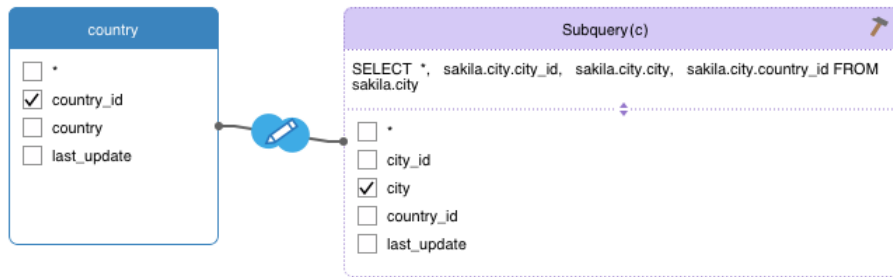 country
*
country_id
country
last_update
Subquery(c)
SELECT *, sakila.city.city_id, sakila.city.city, sakila.city.country_id FROM
sakila.city
*
city_id
city
country_id
last_update